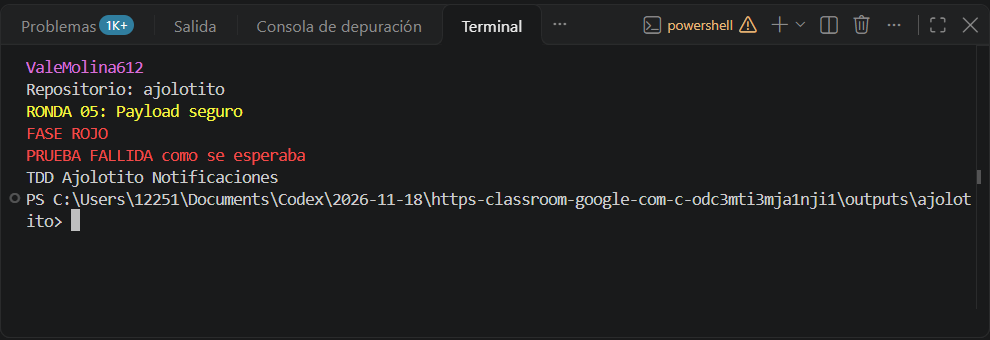 Problemas 1K+ Salida Consola de depuración Terminal ··· powershell ···
ValeMolina612
Repositorio: ajolotito
RONDA 05: Payload seguro
FASE ROJO
PRUEBA FALLIDA como se esperaba
TDD Ajolotito Notificaciones
PS C:\Users\12251\Documents\Codex\2026-11-18\https-classroom-google-com-c-odc3mti3mja1nji1\outputs\ajolot
ito>